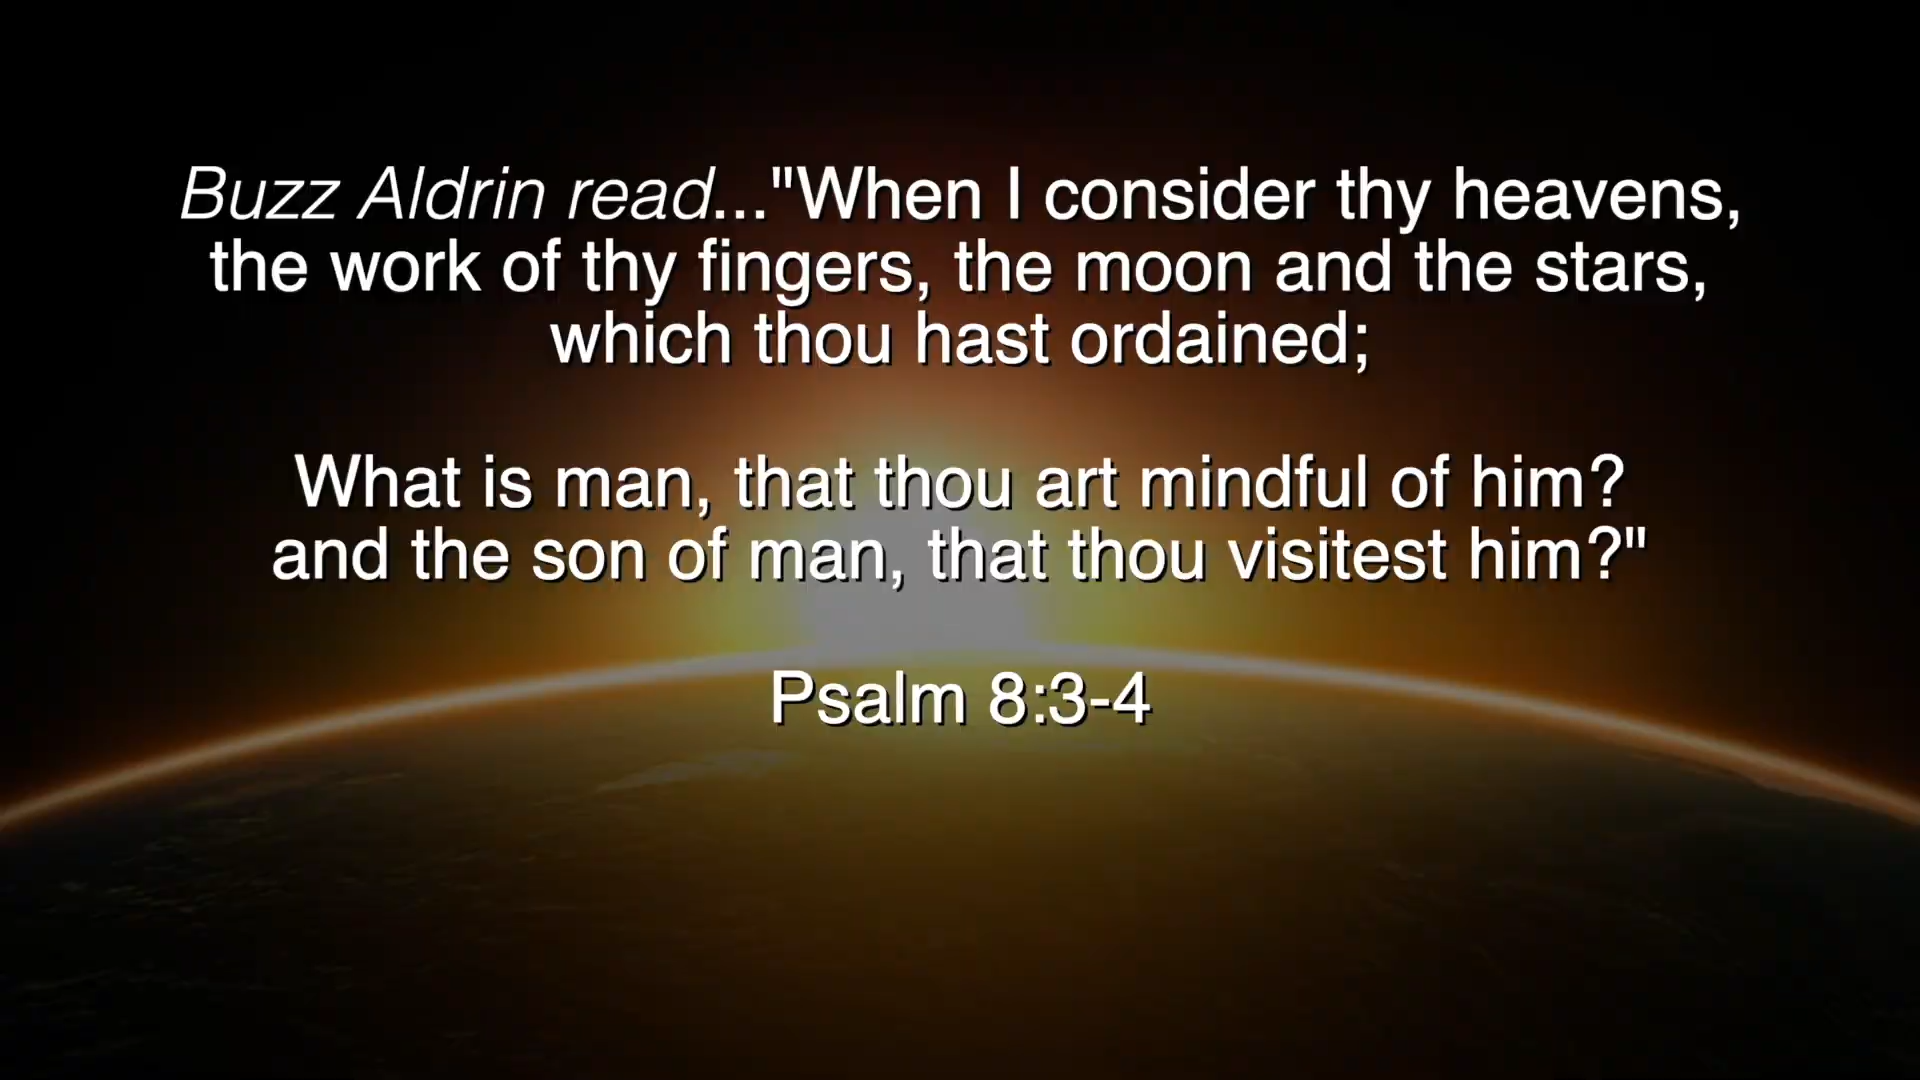 Buzz Aldrin read..."When I consider thy heavens,
the work of thy fingers, the moon and the stars,
which thou hast ordained;
What is man, that thou art mindful of him?
and the son of man, that thou visitest him?"
Psalm 8:3-4